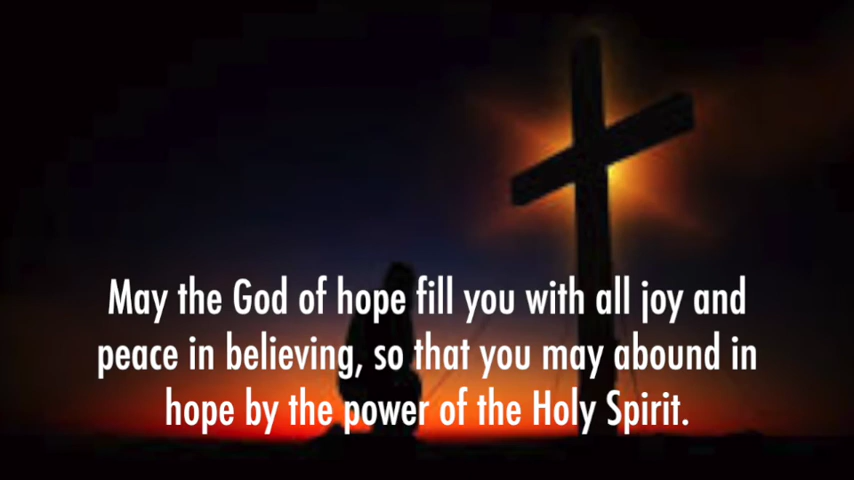 May the God of hope fill you with all joy and
peace in believing, so that you may abound in
hope by the power of the Holy Spirit.